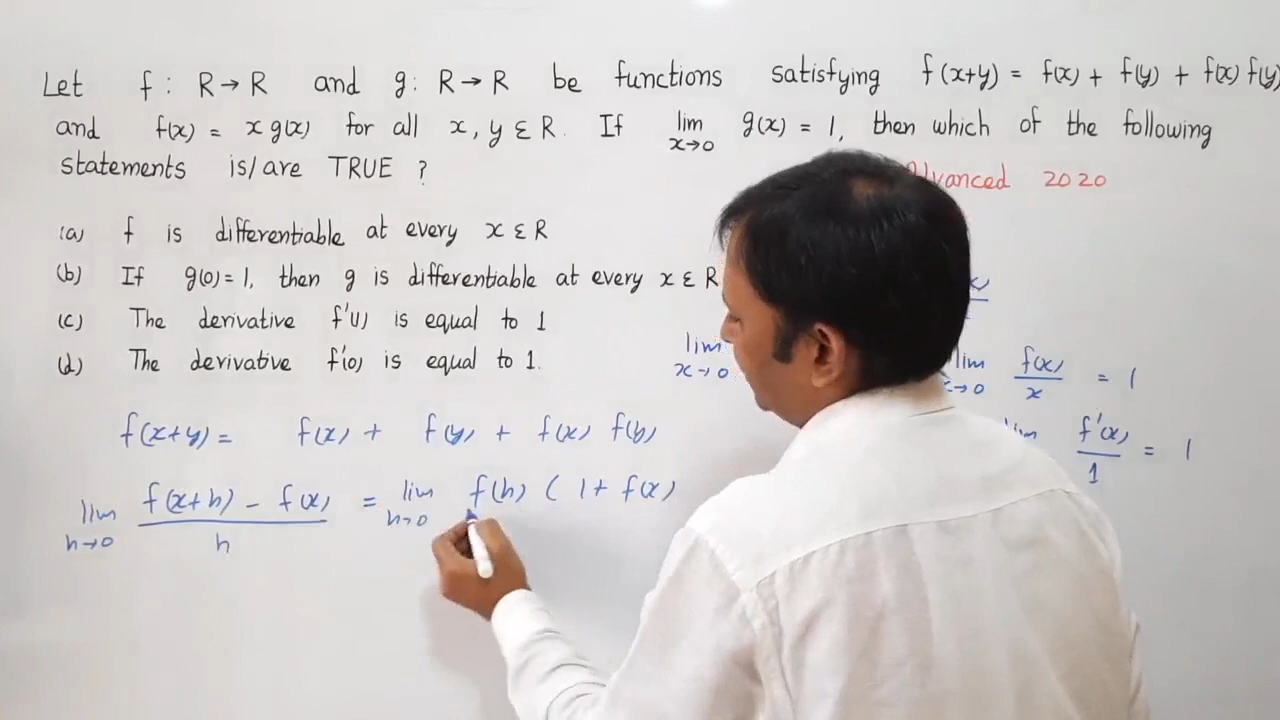 Let f : R → R and g : R → R be functions satisfying f(x+y) = f(x) + f(y) + f(x) f(y)
and f(x) = x g(x) for all x, y ε R. If lim x→0 g(x) = 1, then which of the following
statements is/are TRUE ?
Advanced 2020
(a) f is differentiable at every x ε R
(b) If g(0) = 1, then g is differentiable at every x ε R
(c) The derivative f'(1) is equal to 1
(d) The derivative f'(0) is equal to 1.
lim x→0
lim x→0 f(x)/x = 1
f'(x)/1 = 1
f(x+y) = f(x) + f(y) + f(x) f(y)
lim h→0 f(x+h) - f(x) / h = lim h→0 f(h) ( 1 + f(x)